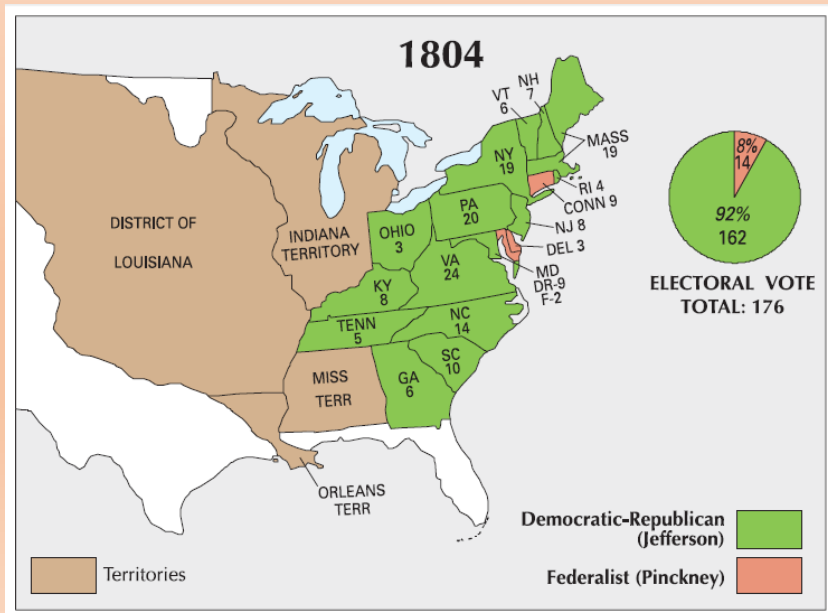 1804
NH
7
VT
6
MASS
19
NY
19
RI 4
CONN 9
PA
20
NJ 8
DEL 3
MD
DR-9
F-2
OHIO
3
VA
24
KY
8
NC
14
TENN
5
SC
10
GA
6
DISTRICT OF
LOUISIANA
INDIANA
TERRITORY
MISS
TERR
ORLEANS
TERR
8%
14
92%
162
ELECTORAL VOTE
TOTAL: 176
Democratic-Republican
(Jefferson)
Federalist (Pinckney)
Territories